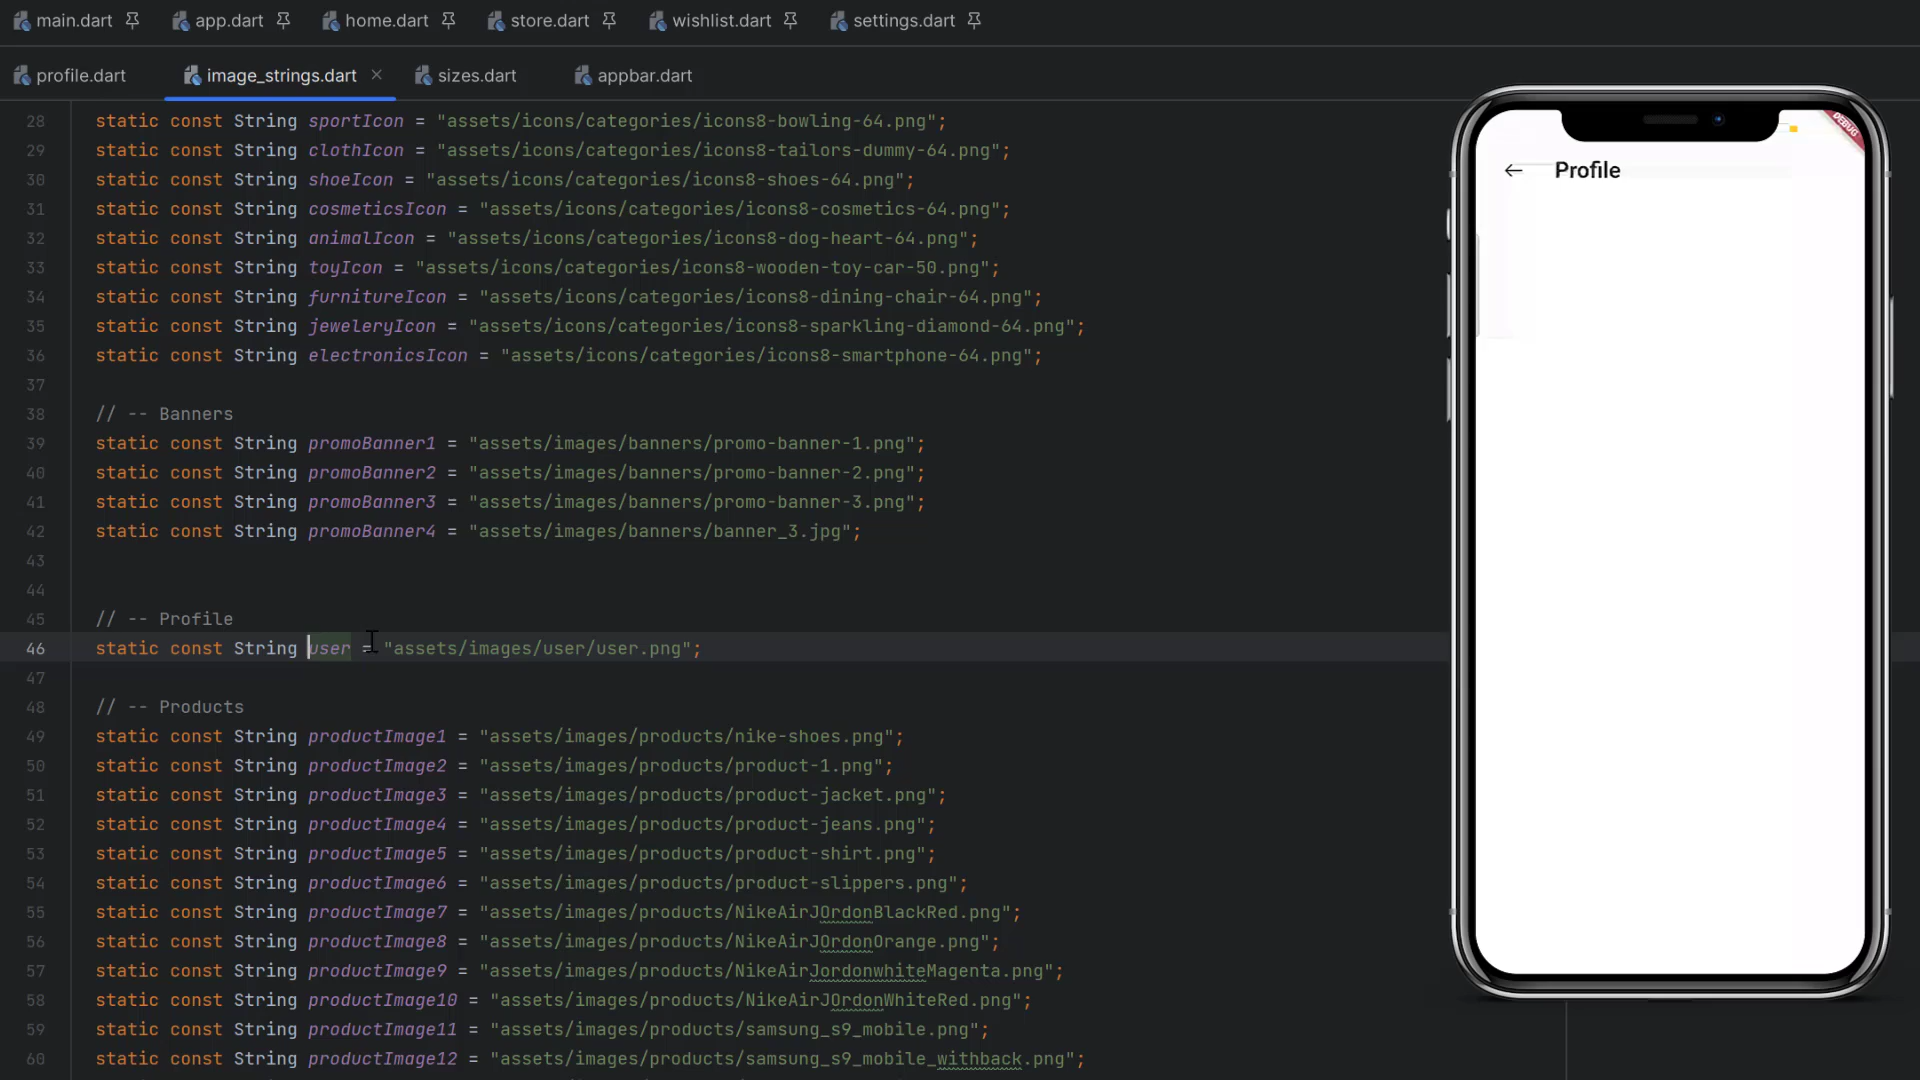 main.dart app.dart home.dart store.dart wishlist.dart settings.dart
profile.dart image_strings.dart sizes.dart appbar.dart
28 static const String sportIcon = "assets/icons/categories/icons8-bowling-64.png";
29 static const String clothIcon = "assets/icons/categories/icons8-tailors-dummy-64.png";
30 static const String shoeIcon = "assets/icons/categories/icons8-shoes-64.png";
31 static const String cosmeticsIcon = "assets/icons/categories/icons8-cosmetics-64.png";
32 static const String animalIcon = "assets/icons/categories/icons8-dog-heart-64.png";
33 static const String toyIcon = "assets/icons/categories/icons8-wooden-toy-car-50.png";
34 static const String furnitureIcon = "assets/icons/categories/icons8-dining-chair-64.png";
35 static const String jeweleryIcon = "assets/icons/categories/icons8-sparkling-diamond-64.png";
36 static const String electronicsIcon = "assets/icons/categories/icons8-smartphone-64.png";
37
38 // -- Banners
39 static const String promoBanner1 = "assets/images/banners/promo-banner-1.png";
40 static const String promoBanner2 = "assets/images/banners/promo-banner-2.png";
41 static const String promoBanner3 = "assets/images/banners/promo-banner-3.png";
42 static const String promoBanner4 = "assets/images/banners/banner_3.jpg";
43
44
45 // -- Profile
46 static const String user = "assets/images/user/user.png";
47
48 // -- Products
49 static const String productImage1 = "assets/images/products/nike-shoes.png";
50 static const String productImage2 = "assets/images/products/product-1.png";
51 static const String productImage3 = "assets/images/products/product-jacket.png";
52 static const String productImage4 = "assets/images/products/product-jeans.png";
53 static const String productImage5 = "assets/images/products/product-shirt.png";
54 static const String productImage6 = "assets/images/products/product-slippers.png";
55 static const String productImage7 = "assets/images/products/NikeAirJOrdonBlackRed.png";
56 static const String productImage8 = "assets/images/products/NikeAirJOrdonOrange.png";
57 static const String productImage9 = "assets/images/products/NikeAirJordonwhiteMagenta.png";
58 static const String productImage10 = "assets/images/products/NikeAirJOrdonWhiteRed.png";
59 static const String productImage11 = "assets/images/products/samsung_s9_mobile.png";
60 static const String productImage12 = "assets/images/products/samsung_s9_mobile_withback.png";
DEBUG
← Profile